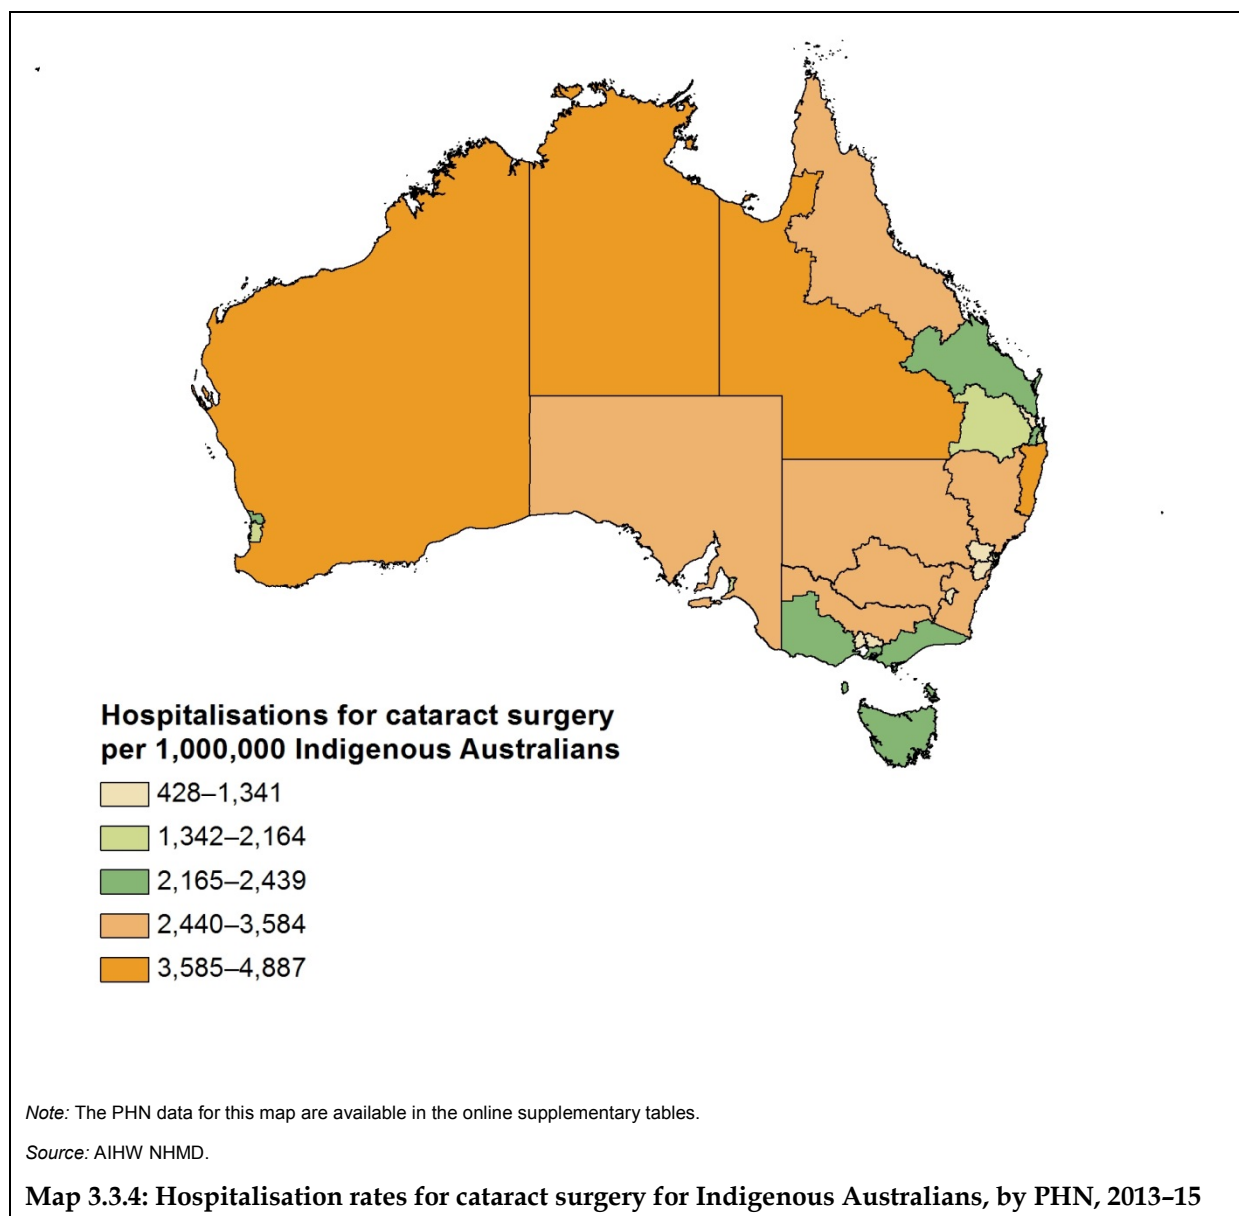 Hospitalisations for cataract surgery
per 1,000,000 Indigenous Australians
428–1,341
1,342–2,164
2,165–2,439
2,440–3,584
3,585–4,887
Note: The PHN data for this map are available in the online supplementary tables.
Source: AIHW NHMD.
Map 3.3.4: Hospitalisation rates for cataract surgery for Indigenous Australians, by PHN, 2013–15